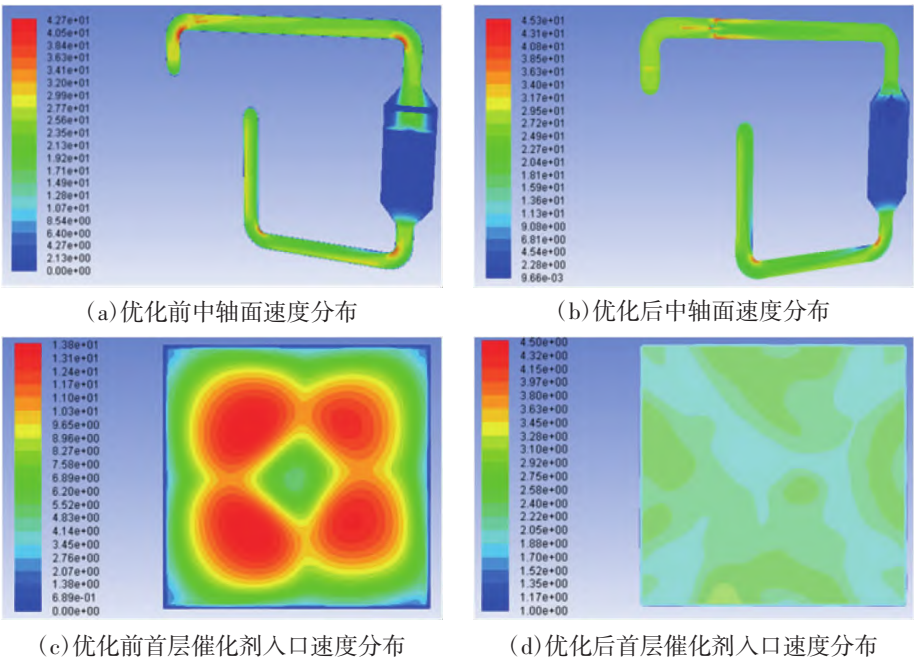 4.27e+01
4.05e+01
3.84e+01
3.63e+01
3.41e+01
3.20e+01
2.99e+01
2.77e+01
2.56e+01
2.35e+01
2.13e+01
1.92e+01
1.71e+01
1.49e+01
1.28e+01
1.07e+01
8.54e+00
6.40e+00
4.27e+00
2.13e+00
0.00e+00
(a)优化前中轴面速度分布
4.53e+01
4.31e+01
4.08e+01
3.85e+01
3.63e+01
3.40e+01
3.17e+01
2.95e+01
2.72e+01
2.49e+01
2.27e+01
2.04e+01
1.81e+01
1.59e+01
1.36e+01
1.13e+01
9.08e+00
6.81e+00
4.54e+00
2.28e+00
9.66e-03
(b)优化后中轴面速度分布
1.38e+01
1.31e+01
1.24e+01
1.17e+01
1.10e+01
1.03e+01
9.65e+00
8.96e+00
8.27e+00
7.58e+00
6.89e+00
6.20e+00
5.52e+00
4.83e+00
4.14e+00
3.45e+00
2.76e+00
2.07e+00
1.38e+00
6.89e-01
0.00e+00
(c)优化前首层催化剂入口速度分布
4.50e+00
4.32e+00
4.15e+00
3.97e+00
3.80e+00
3.63e+00
3.45e+00
3.28e+00
3.10e+00
2.92e+00
2.75e+00
2.58e+00
2.40e+00
2.22e+00
2.05e+00
1.88e+00
1.70e+00
1.52e+00
1.35e+00
1.17e+00
1.00e+00
(d)优化后首层催化剂入口速度分布